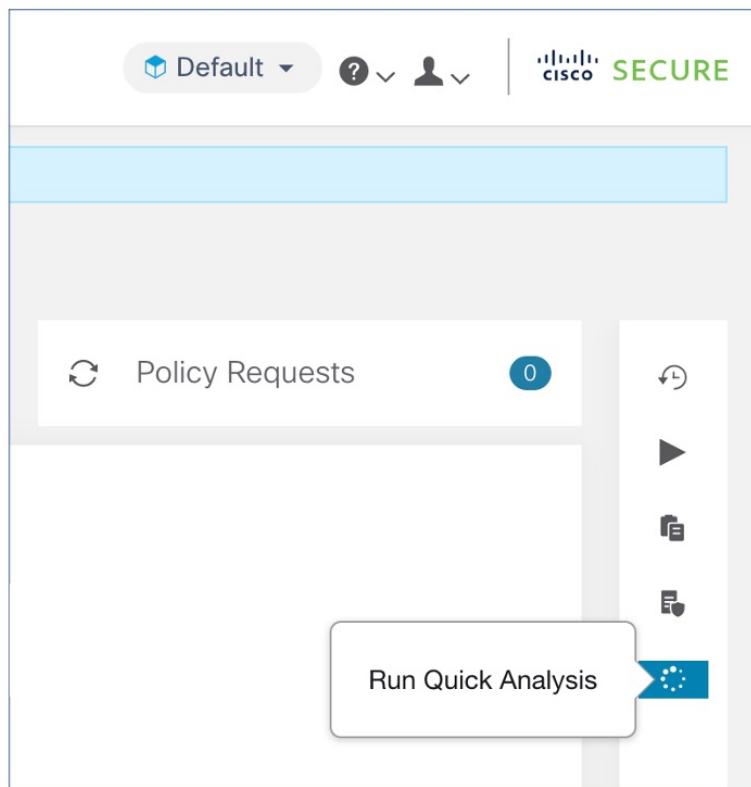 Default
CISCO SECURE
Policy Requests
0
Run Quick Analysis